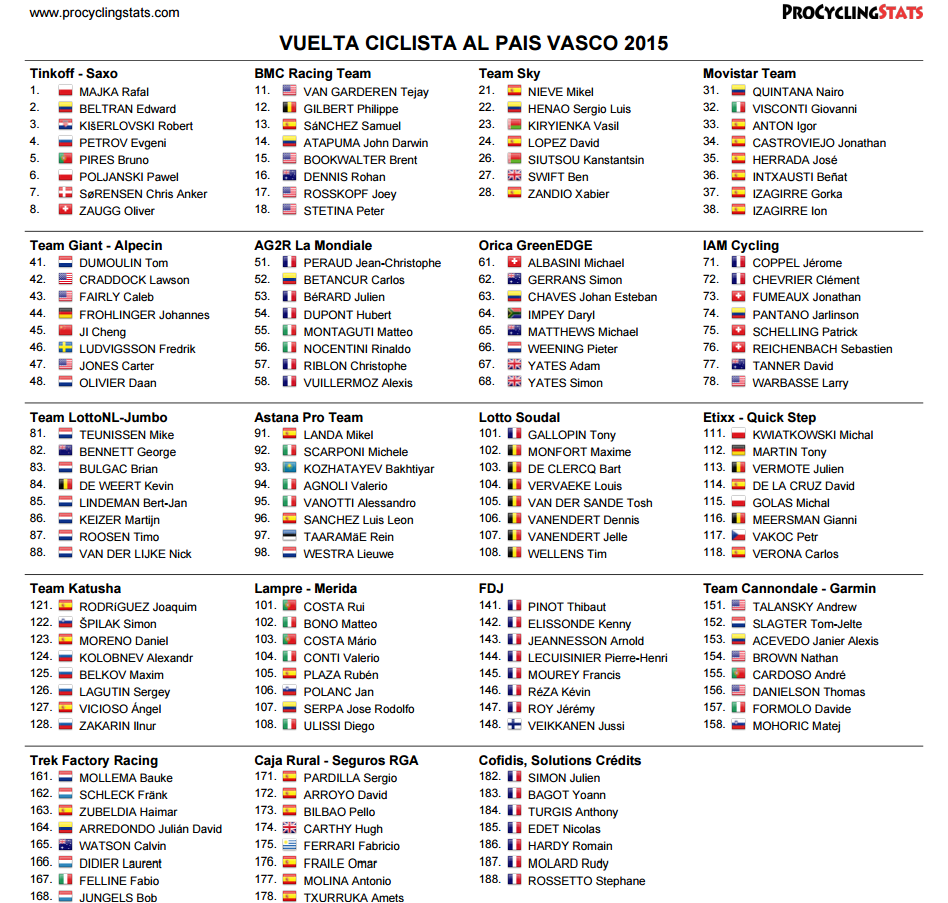 www.procyclingstats.com
PROCYCLINGSTATS
VUELTA CICLISTA AL PAIS VASCO 2015
Tinkoff - Saxo
1. MAJKA Rafal
2. BELTRAN Edward
3. KIšERLOVSKI Robert
4. PETROV Evgeni
5. PIRES Bruno
6. POLJANSKI Pawel
7. SøRENSEN Chris Anker
8. ZAUGG Oliver
BMC Racing Team
11. VAN GARDEREN Tejay
12. GILBERT Philippe
13. SáNCHEZ Samuel
14. ATAPUMA John Darwin
15. BOOKWALTER Brent
16. DENNIS Rohan
17. ROSSKOPF Joey
18. STETINA Peter
Team Sky
21. NIEVE Mikel
22. HENAO Sergio Luis
23. KIRYIENKA Vasil
24. LOPEZ David
26. SIUTSOU Kanstantsin
27. SWIFT Ben
28. ZANDIO Xabier
Movistar Team
31. QUINTANA Nairo
32. VISCONTI Giovanni
33. ANTON Igor
34. CASTROVIEJO Jonathan
35. HERRADA José
36. INTXAUSTI Beñat
37. IZAGIRRE Gorka
38. IZAGIRRE Ion
Team Giant - Alpecin
41. DUMOULIN Tom
42. CRADDOCK Lawson
43. FAIRLY Caleb
44. FROHLINGER Johannes
45. JI Cheng
46. LUDVIGSSON Fredrik
47. JONES Carter
48. OLIVIER Daan
AG2R La Mondiale
51. PERAUD Jean-Christophe
52. BETANCUR Carlos
53. BéRARD Julien
54. DUPONT Hubert
55. MONTAGUTI Matteo
56. NOCENTINI Rinaldo
57. RIBLON Christophe
58. VUILLERMOZ Alexis
Orica GreenEDGE
61. ALBASINI Michael
62. GERRANS Simon
63. CHAVES Johan Esteban
64. IMPEY Daryl
65. MATTHEWS Michael
66. WEENING Pieter
67. YATES Adam
68. YATES Simon
IAM Cycling
71. COPPEL Jérome
72. CHEVRIER Clément
73. FUMEAUX Jonathan
74. PANTANO Jarlinson
75. SCHELLING Patrick
76. REICHENBACH Sebastien
77. TANNER David
78. WARBASSE Larry
Team LottoNL-Jumbo
81. TEUNISSEN Mike
82. BENNETT George
83. BULGAC Brian
84. DE WEERT Kevin
85. LINDEMAN Bert-Jan
86. KEIZER Martijn
87. ROOSEN Timo
88. VAN DER LIJKE Nick
Astana Pro Team
91. LANDA Mikel
92. SCARPONI Michele
93. KOZHATAYEV Bakhtiyar
94. AGNOLI Valerio
95. VANOTTI Alessandro
96. SANCHEZ Luis Leon
97. TAARAMäE Rein
98. WESTRA Lieuwe
Lotto Soudal
101. GALLOPIN Tony
102. MONFORT Maxime
103. DE CLERCQ Bart
104. VERVAEKE Louis
105. VAN DER SANDE Tosh
106. VANENDERT Dennis
107. VANENDERT Jelle
108. WELLENS Tim
Etixx - Quick Step
111. KWIATKOWSKI Michal
112. MARTIN Tony
113. VERMOTE Julien
114. DE LA CRUZ David
115. GOLAS Michal
116. MEERSMAN Gianni
117. VAKOC Petr
118. VERONA Carlos
Team Katusha
121. RODRíGUEZ Joaquim
122. ŠPILAK Simon
123. MORENO Daniel
124. KOLOBNEV Alexandr
125. BELKOV Maxim
126. LAGUTIN Sergey
127. VICIOSO Ángel
128. ZAKARIN Ilnur
Lampre - Merida
101. COSTA Rui
102. BONO Matteo
103. COSTA Mário
104. CONTI Valerio
105. PLAZA Rubén
106. POLANC Jan
107. SERPA Jose Rodolfo
108. ULISSI Diego
FDJ
141. PINOT Thibaut
142. ELISSONDE Kenny
143. JEANNESSON Arnold
144. LECUISINIER Pierre-Henri
145. MOUREY Francis
146. RéZA Kévin
147. ROY Jérémy
148. VEIKKANEN Jussi
Team Cannondale - Garmin
151. TALANSKY Andrew
152. SLAGTER Tom-Jelte
153. ACEVEDO Janier Alexis
154. BROWN Nathan
155. CARDOSO André
156. DANIELSON Thomas
157. FORMOLO Davide
158. MOHORIC Matej
Trek Factory Racing
161. MOLLEMA Bauke
162. SCHLECK Fränk
163. ZUBELDIA Haimar
164. ARREDONDO Julián David
165. WATSON Calvin
166. DIDIER Laurent
167. FELLINE Fabio
168. JUNGELS Bob
Caja Rural - Seguros RGA
171. PARDILLA Sergio
172. ARROYO David
173. BILBAO Pello
174. CARTHY Hugh
175. FERRARI Fabricio
176. FRAILE Omar
177. MOLINA Antonio
178. TXURRUKA Amets
Cofidis, Solutions Crédits
182. SIMON Julien
183. BAGOT Yoann
184. TURGIS Anthony
185. EDET Nicolas
186. HARDY Romain
187. MOLARD Rudy
188. ROSSETTO Stephane